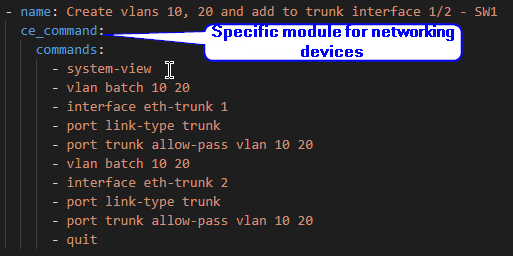 - name: Create vlans 10, 20 and add to trunk interface 1/2 - SW1
ce_command:
Specific module for networking
devices
commands:
- system-view
- vlan batch 10 20
- interface eth-trunk 1
- port link-type trunk
- port trunk allow-pass vlan 10 20
- vlan batch 10 20
- interface eth-trunk 2
- port link-type trunk
- port trunk allow-pass vlan 10 20
- quit